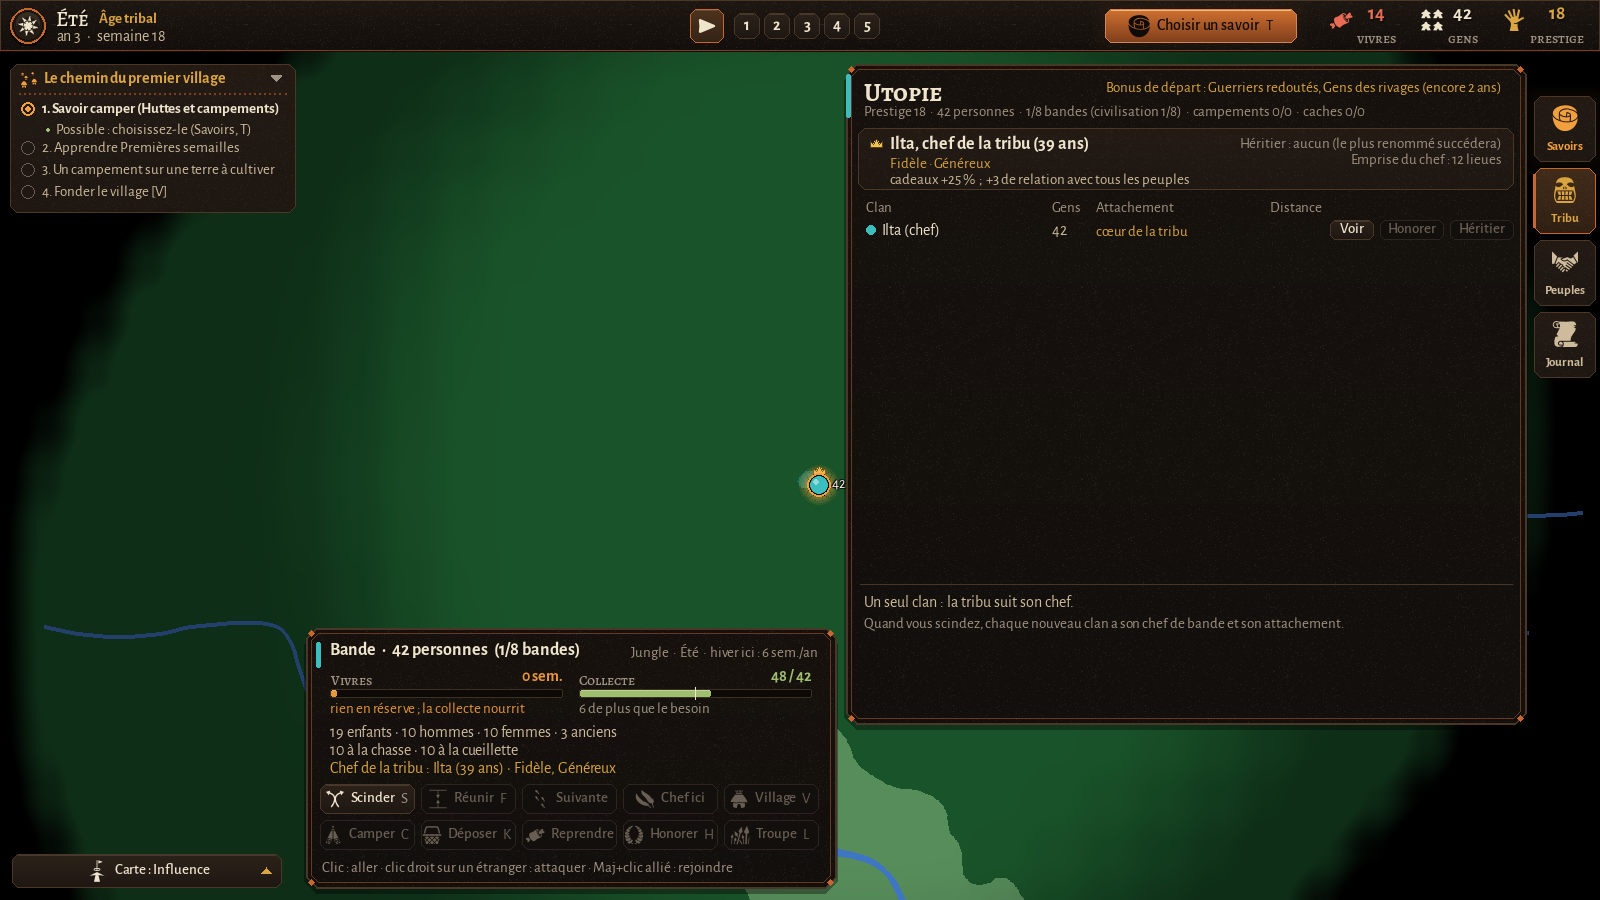 Été Âge tribal
an 3 · semaine 18
1 2 3 4 5
Choisir un savoir T
14 VIVRES
42 GENS
18 PRESTIGE
Le chemin du premier village
1. Savoir camper (Huttes et campements)
• Possible : choisissez-le (Savoirs, T)
2. Apprendre Premières semailles
3. Un campement sur une terre à cultiver
4. Fonder le village [V]
Utopie
Bonus de départ : Guerriers redoutés, Gens des rivages (encore 2 ans)
Prestige 18 · 42 personnes · 1/8 bandes (civilisation 1/8) · campements 0/0 · caches 0/0
Ilta, chef de la tribu (39 ans)
Héritier : aucun (le plus renommé succédera)
Fidèle · Généreux
Emprise du chef : 12 lieues
cadeaux +25 % ; +3 de relation avec tous les peuples
Clan Gens Attachement Distance
Ilta (chef) 42 cœur de la tribu Voir Honorer Héritier
Un seul clan : la tribu suit son chef.
Quand vous scindez, chaque nouveau clan a son chef de bande et son attachement.
Savoirs
Tribu
Peuples
Journal
42
Bande · 42 personnes (1/8 bandes)
Jungle · Été · hiver ici : 6 sem./an
Vivres 0 sem.
Collecte 48 / 42
rien en réserve ; la collecte nourrit
6 de plus que le besoin
19 enfants · 10 hommes · 10 femmes · 3 anciens
10 à la chasse · 10 à la cueillette
Chef de la tribu : Ilta (39 ans) · Fidèle, Généreux
Scinder S Réunir F Suivante Chef ici Village V
Camper C Déposer K Reprendre Honorer H Troupe L
Clic : aller · clic droit sur un étranger : attaquer · Maj+clic allié : rejoindre
Carte : Influence